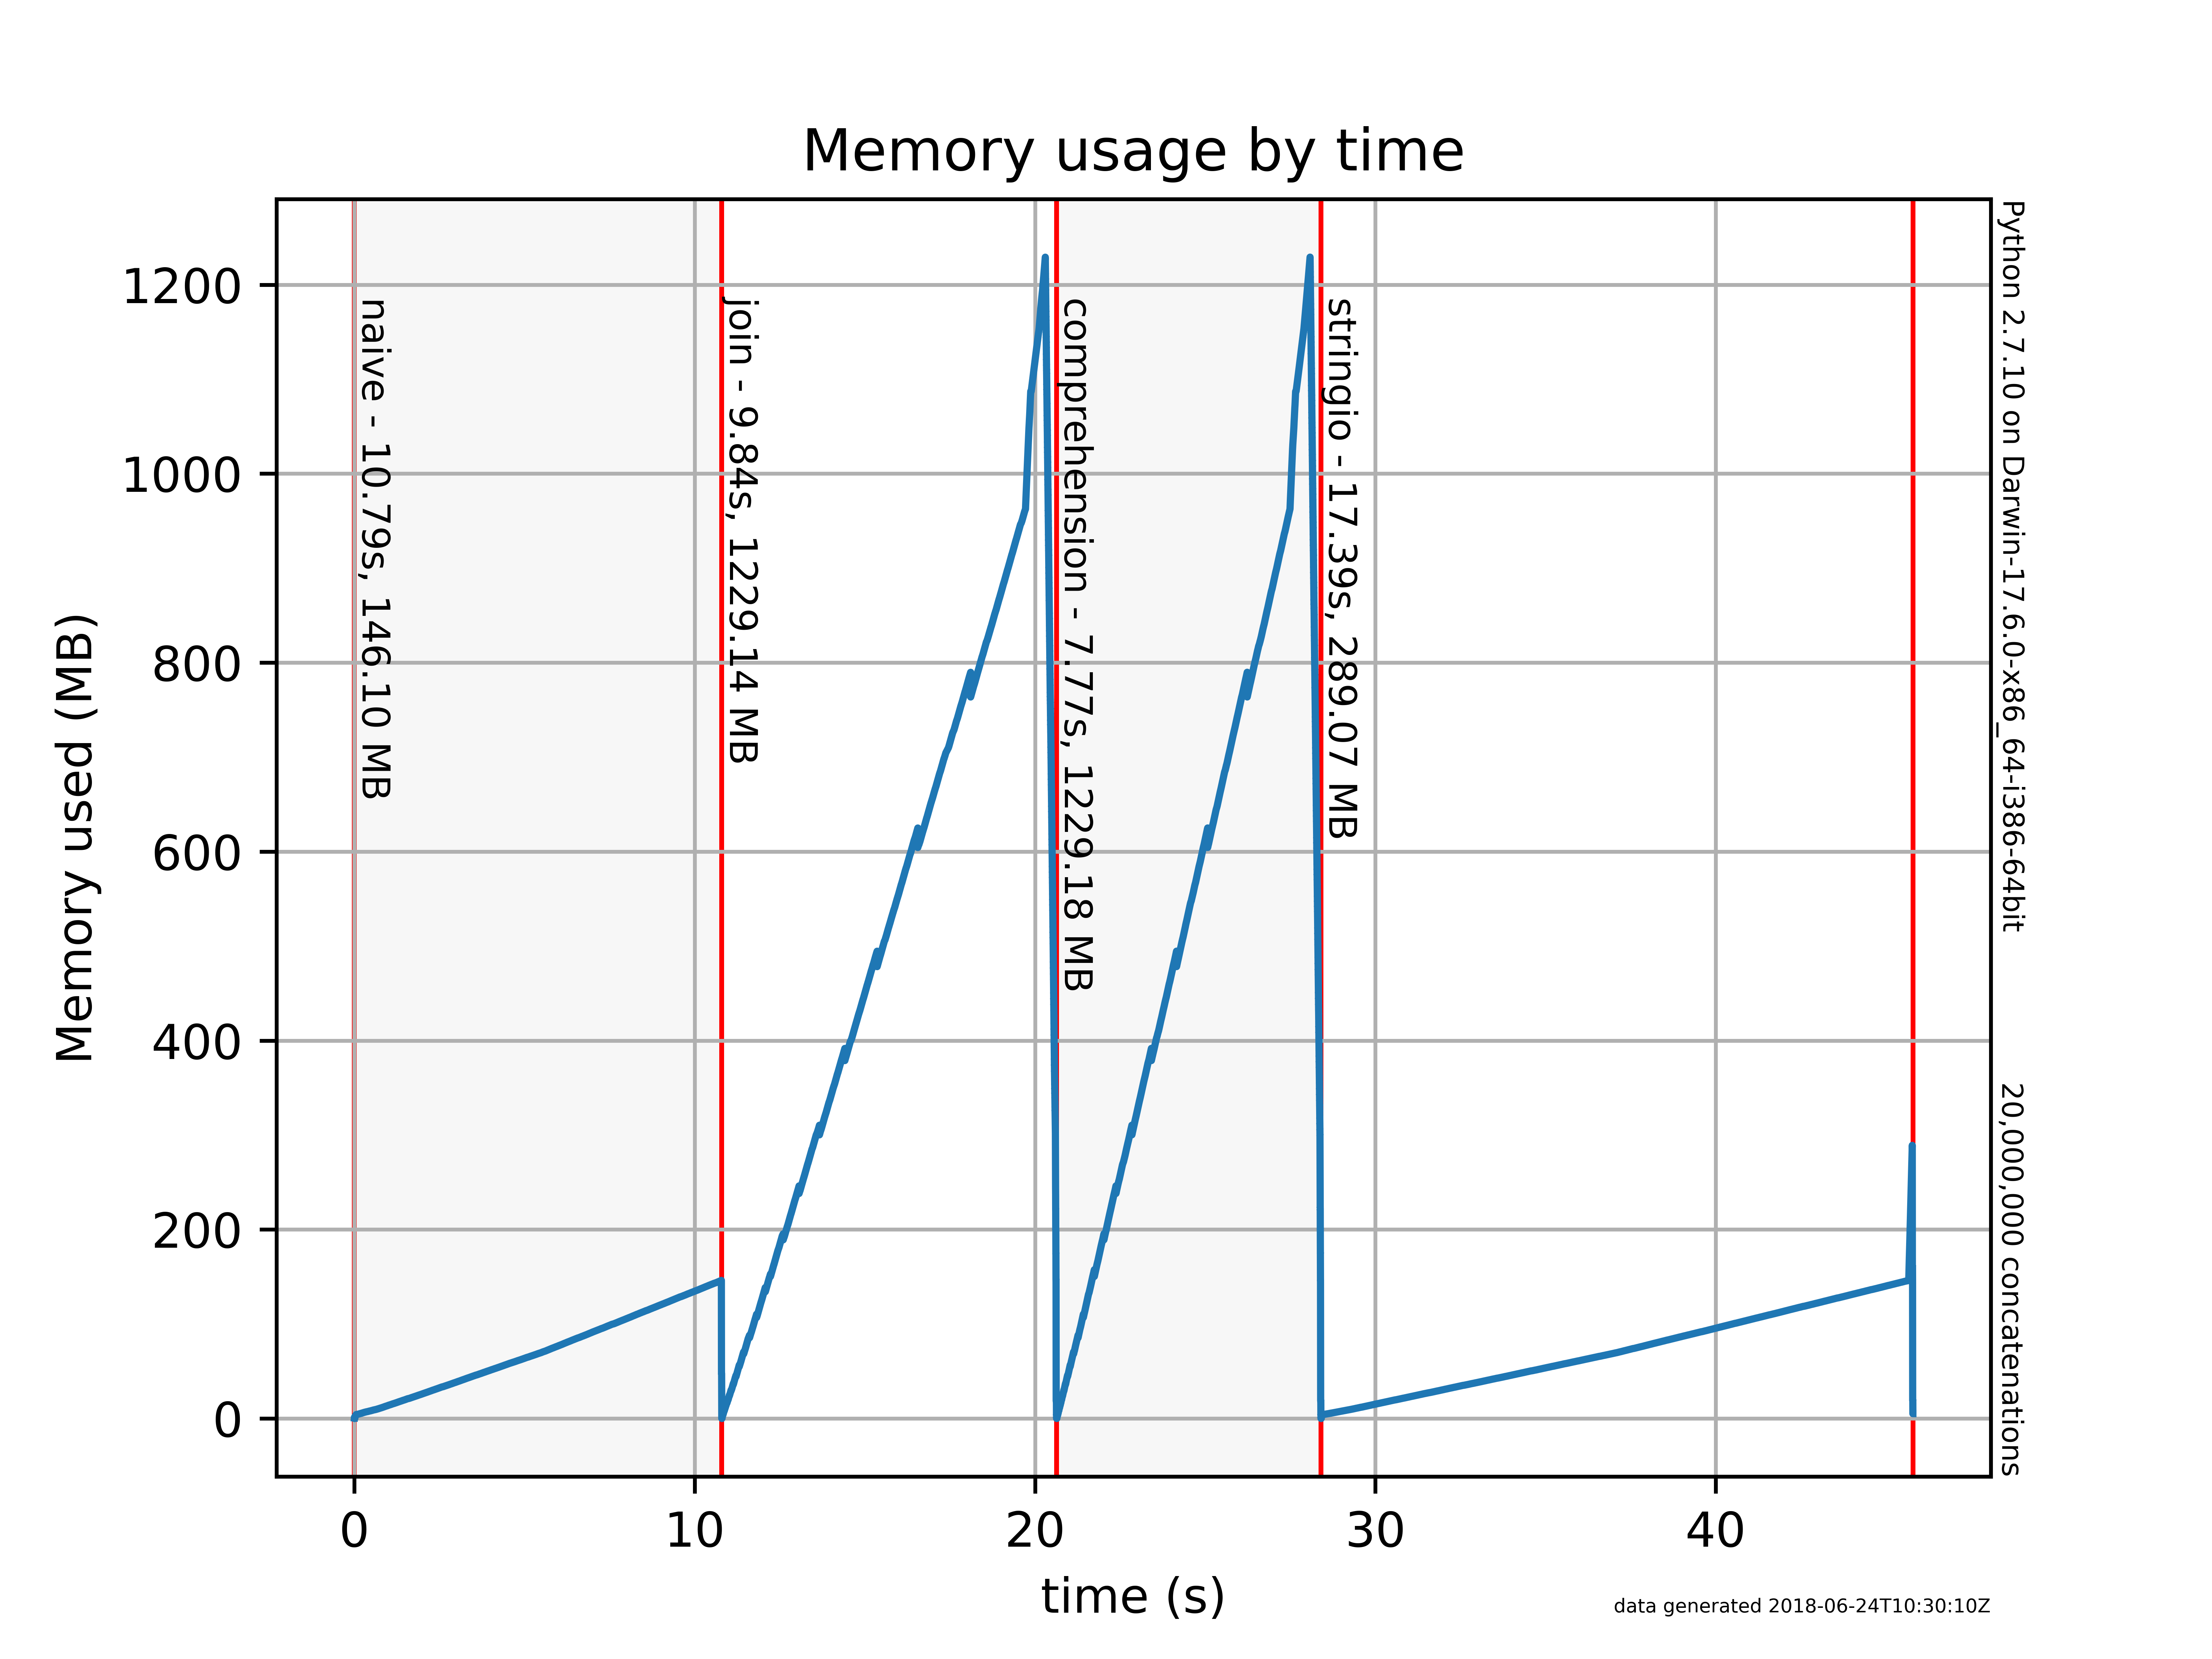 Memory usage by time
Memory used (MB)
1200
1000
800
600
400
200
0
naive - 10.79s, 146.10 MB
join - 9.84s, 1229.14 MB
comprehension - 7.77s, 1229.18 MB
stringio - 17.39s, 289.07 MB
Python 2.7.10 on Darwin-17.6.0-x86_64-i386-64bit
20,000,000 concatenations
0
10
20
30
40
time (s)
data generated 2018-06-24T10:30:10Z